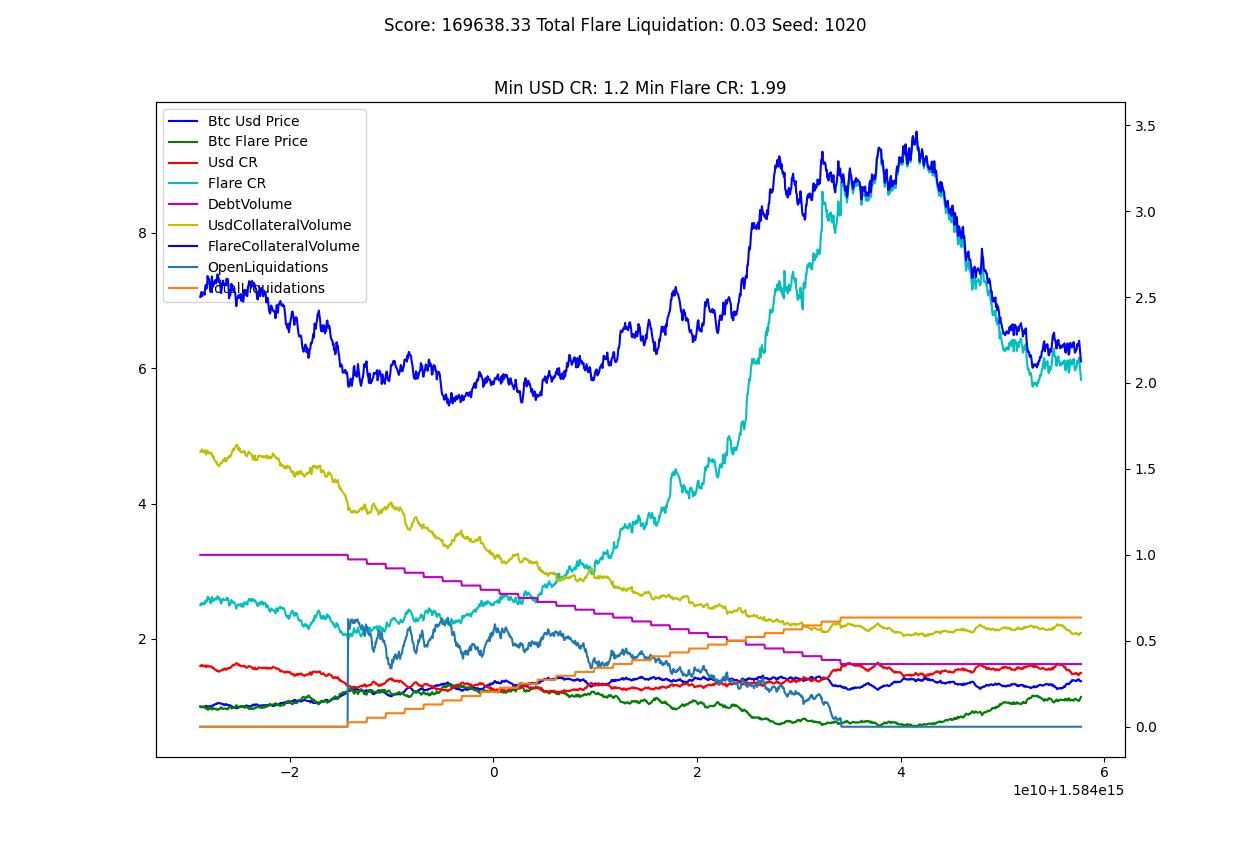 Score: 169638.33 Total Flare Liquidation: 0.03 Seed: 1020
Min USD CR: 1.2 Min Flare CR: 1.99
Btc Usd Price
Btc Flare Price
Usd CR
Flare CR
DebtVolume
UsdCollateralVolume
FlareCollateralVolume
OpenLiquidations
TotalLiquidations
8
6
4
2
3.5
3.0
2.5
2.0
1.5
1.0
0.5
0.0
−2
0
2
4
6
1e10+1.584e15